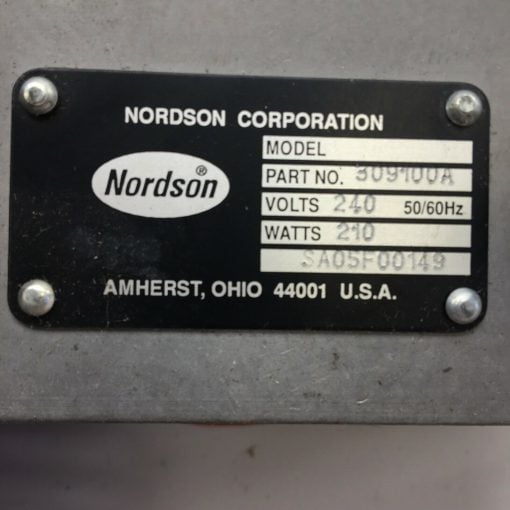 NORDSON CORPORATION
Nordson®
MODEL
PART NO. 309100A
VOLTS 240 50/60Hz
WATTS 210
SA05F00149
AMHERST, OHIO 44001 U.S.A.